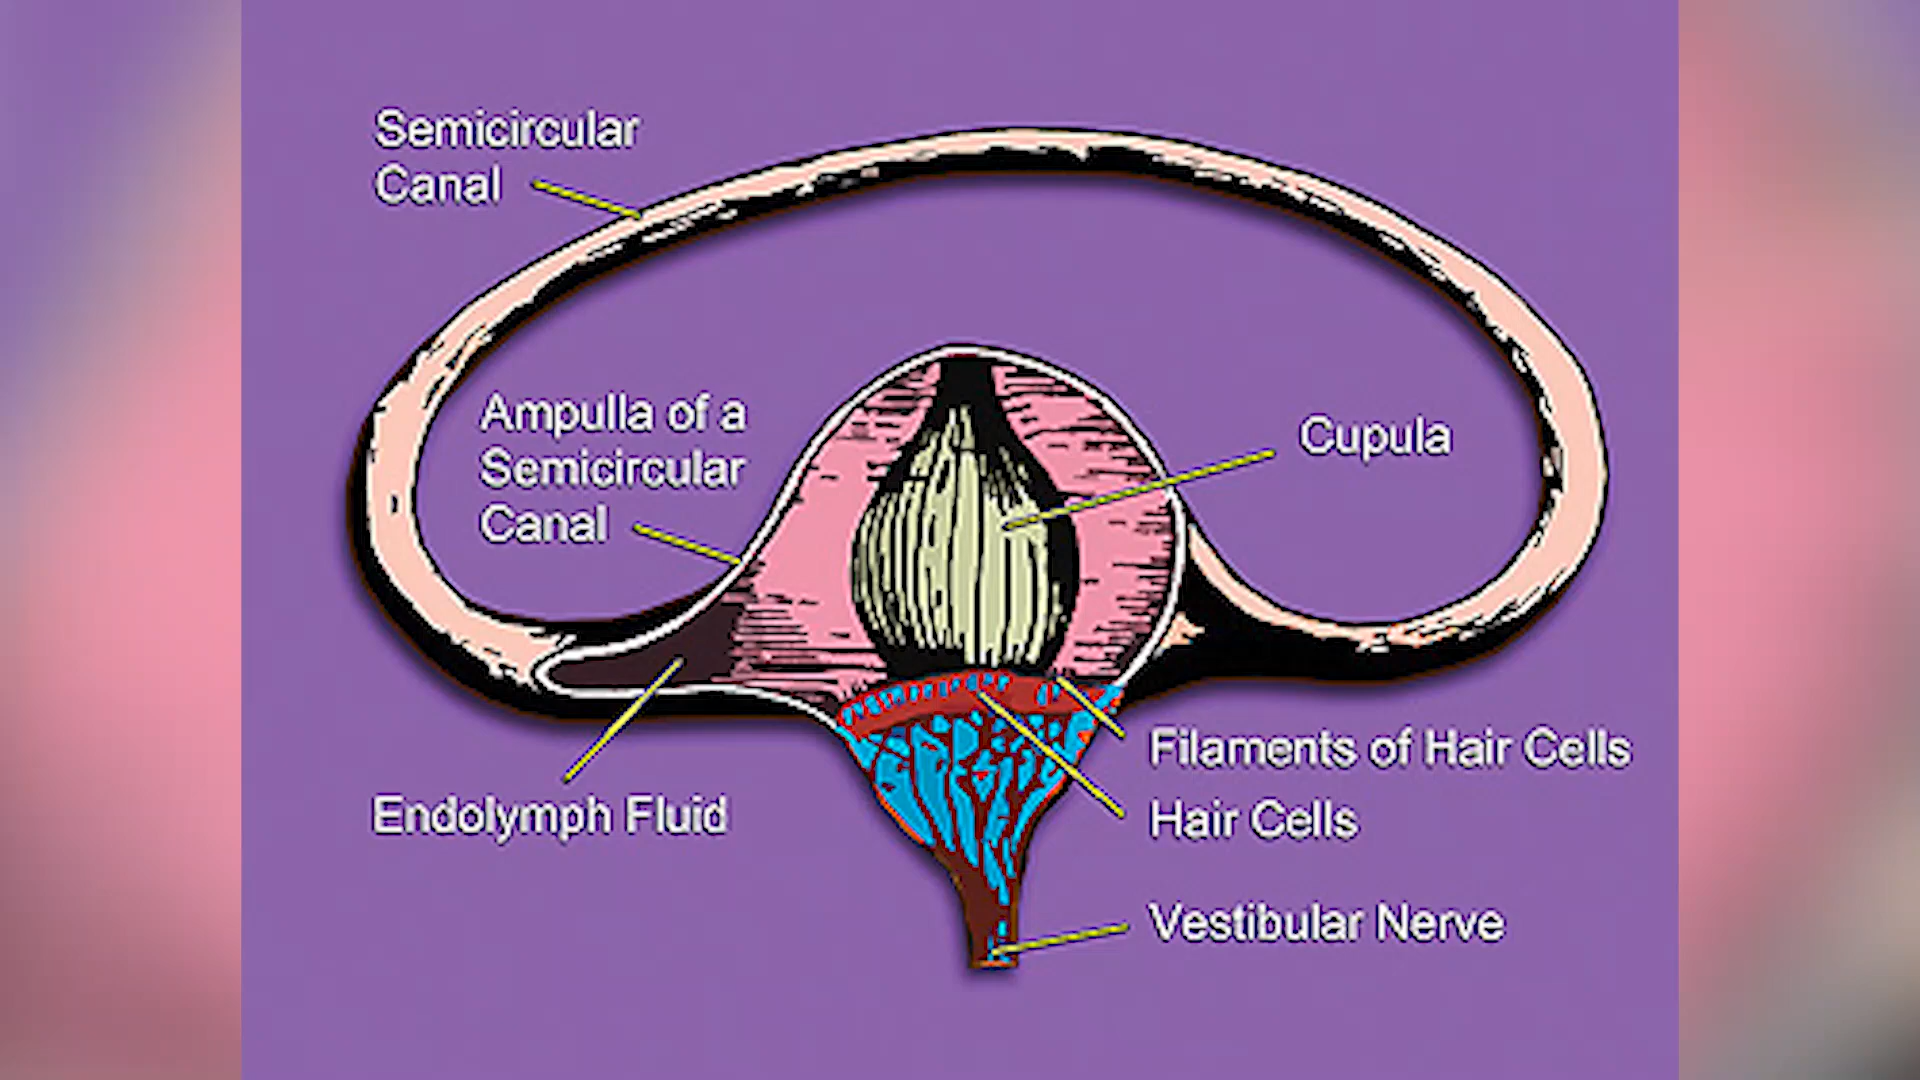 Semicircular
Canal
Ampulla of a
Semicircular
Canal
Cupula
Endolymph Fluid
Filaments of Hair Cells
Hair Cells
Vestibular Nerve